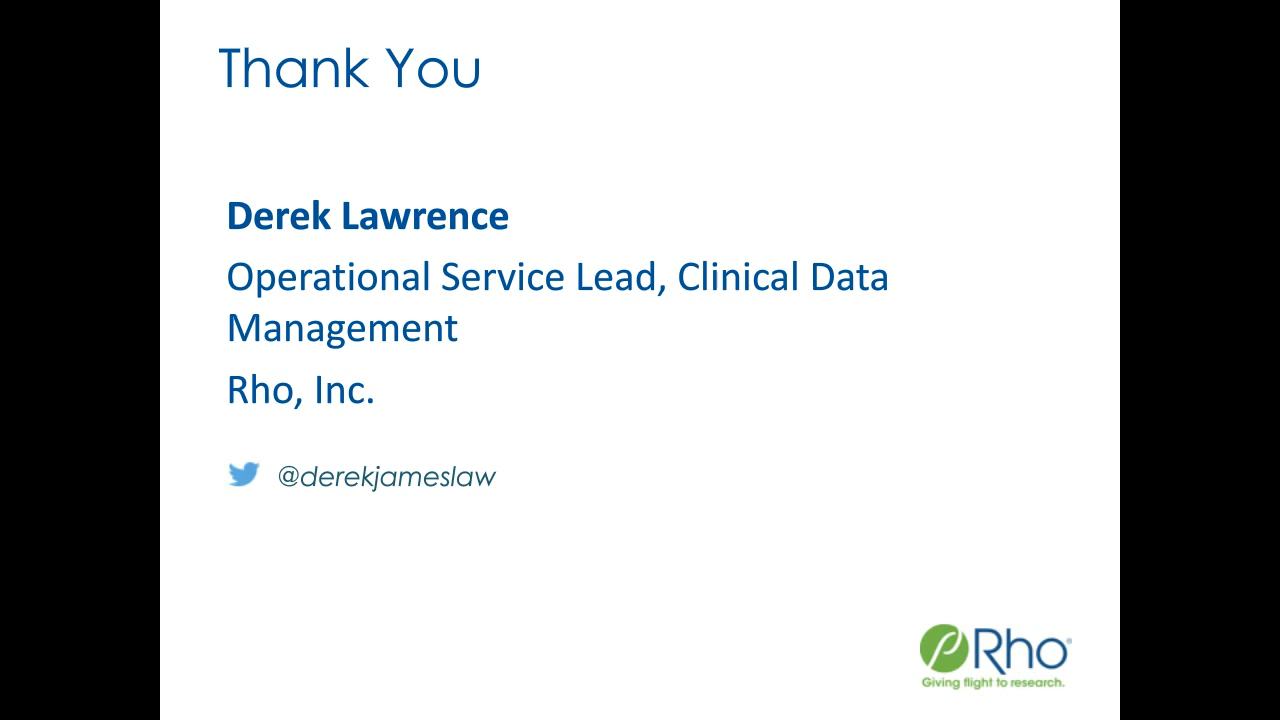 Thank You
Derek Lawrence
Operational Service Lead, Clinical Data
Management
Rho, Inc.
@derekjameslaw
Rho®
Giving flight to research.